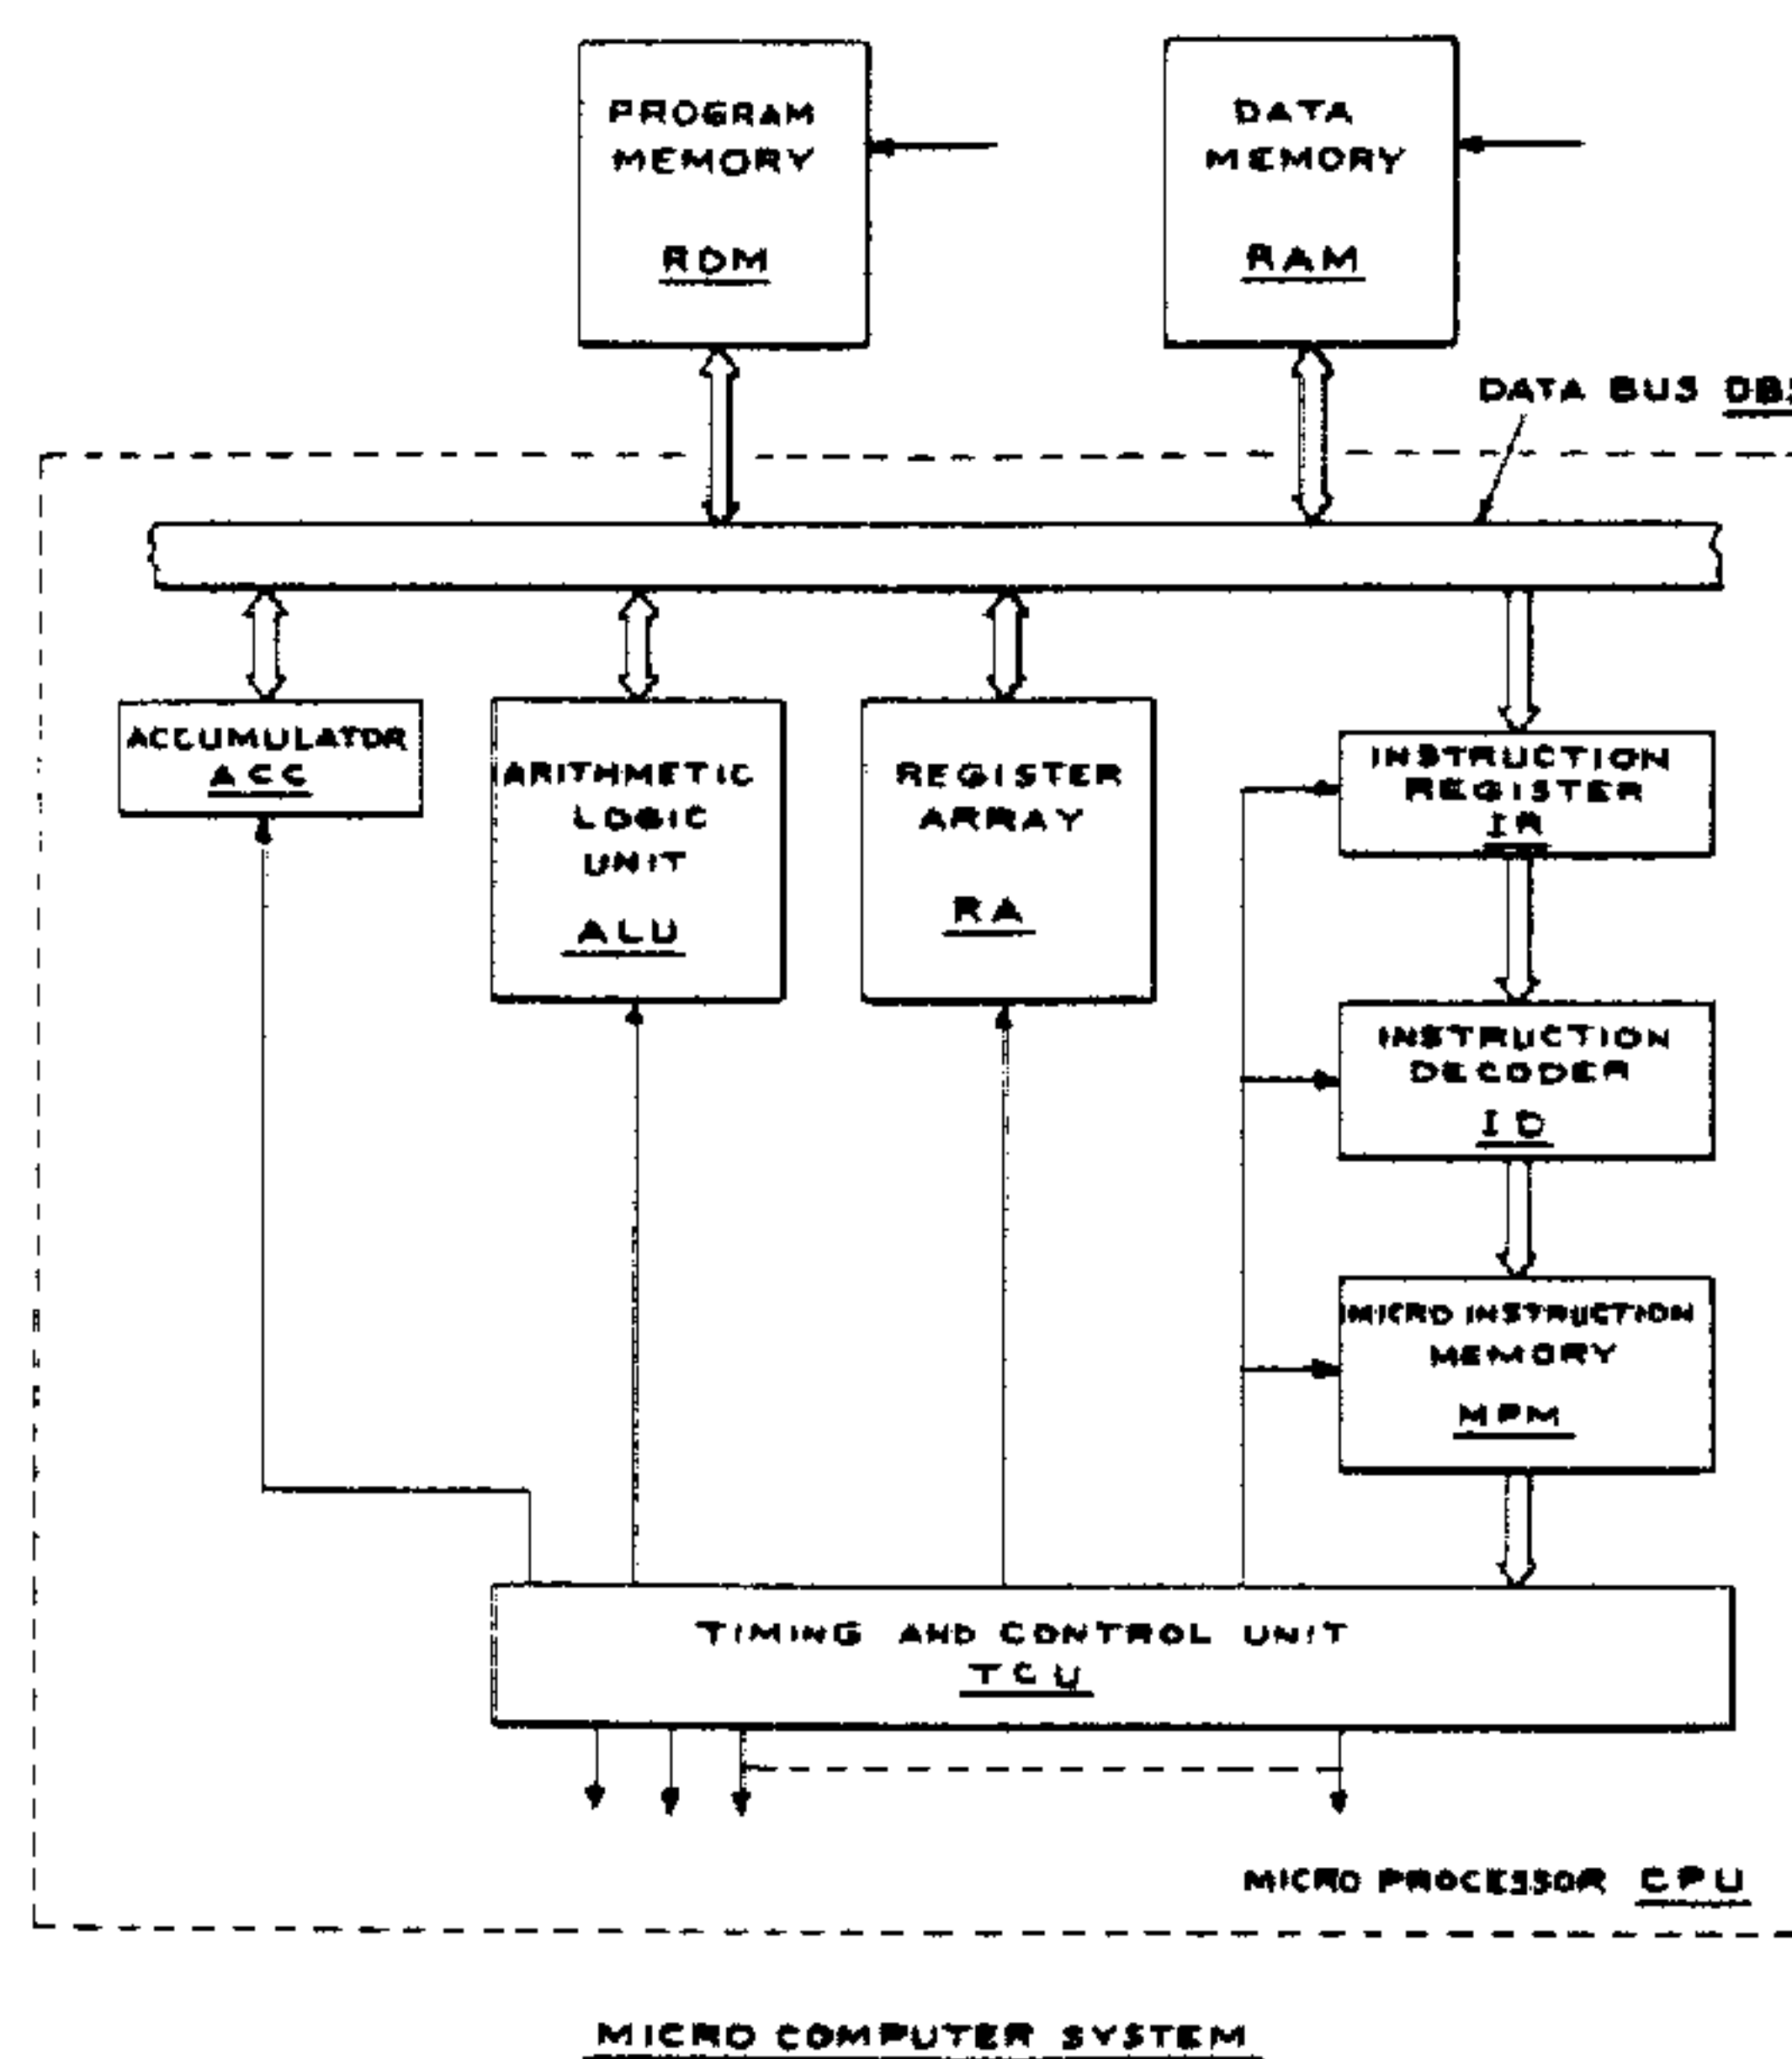 PROGRAM
MEMORY
ROM
DATA
MEMORY
RAM
DATA BUS
ACCUMULATOR
ACC
ARITHMETIC
LOGIC
UNIT
ALU
REGISTER
ARRAY
RA
INSTRUCTION
REGISTER
IR
INSTRUCTION
DECODER
ID
MICRO INSTRUCTION
MEMORY
MPM
TIMING AND CONTROL UNIT
TCU
MICRO PROCESSOR CPU
MICRO COMPUTER SYSTEM